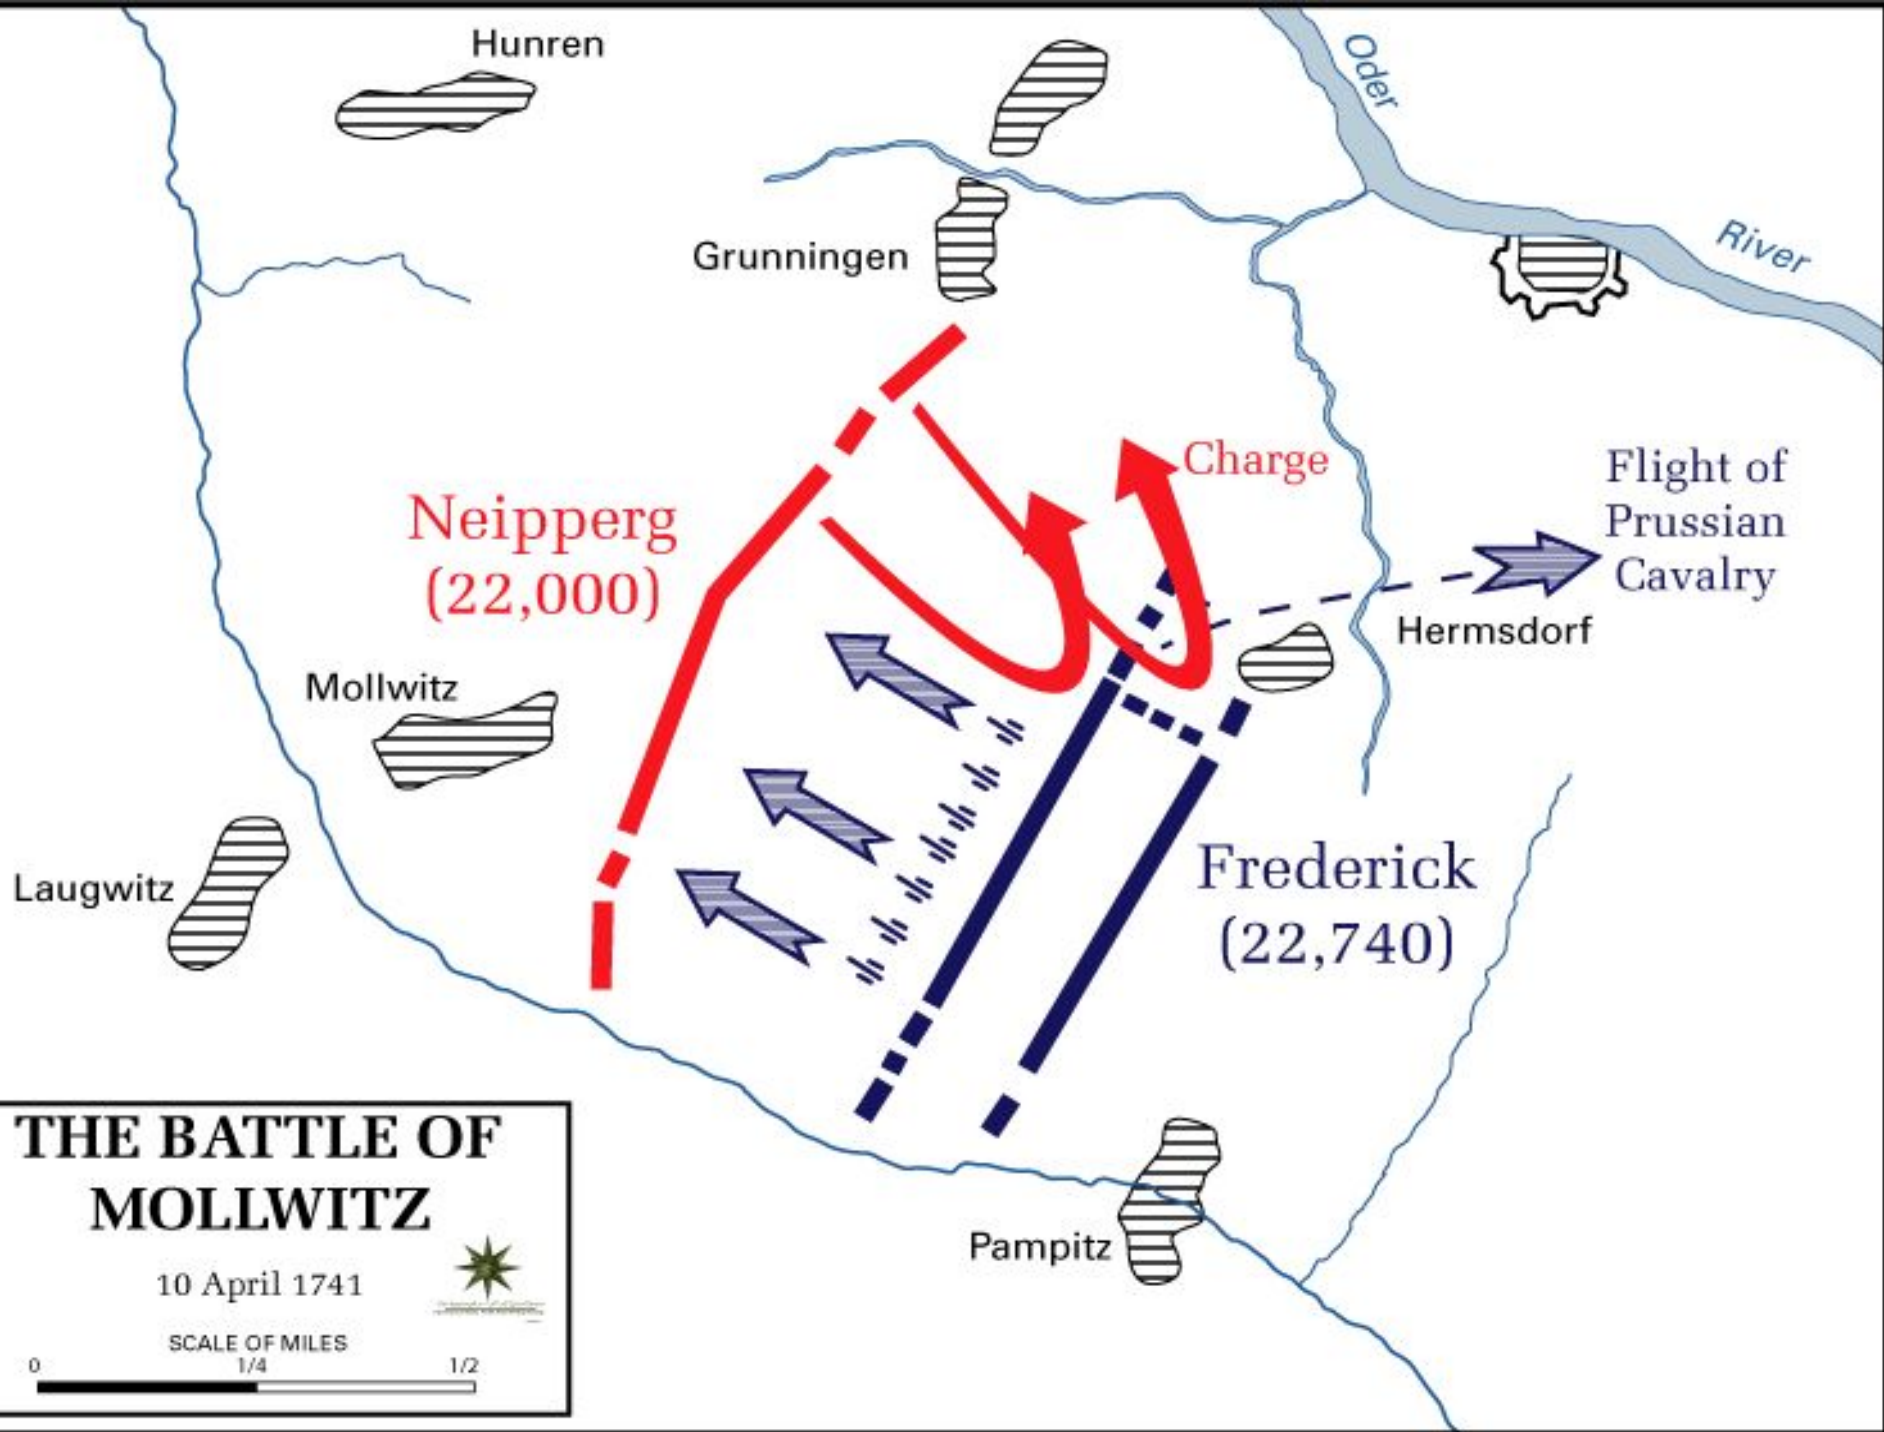 Hunren
Oder
River
Grunningen
Charge
Flight of
Prussian
Cavalry
Neipperg
(22,000)
Hermsdorf
Mollwitz
Laugwitz
Frederick
(22,740)
Pampitz
THE BATTLE OF
MOLLWITZ
10 April 1741
SCALE OF MILES
0 1/4 1/2